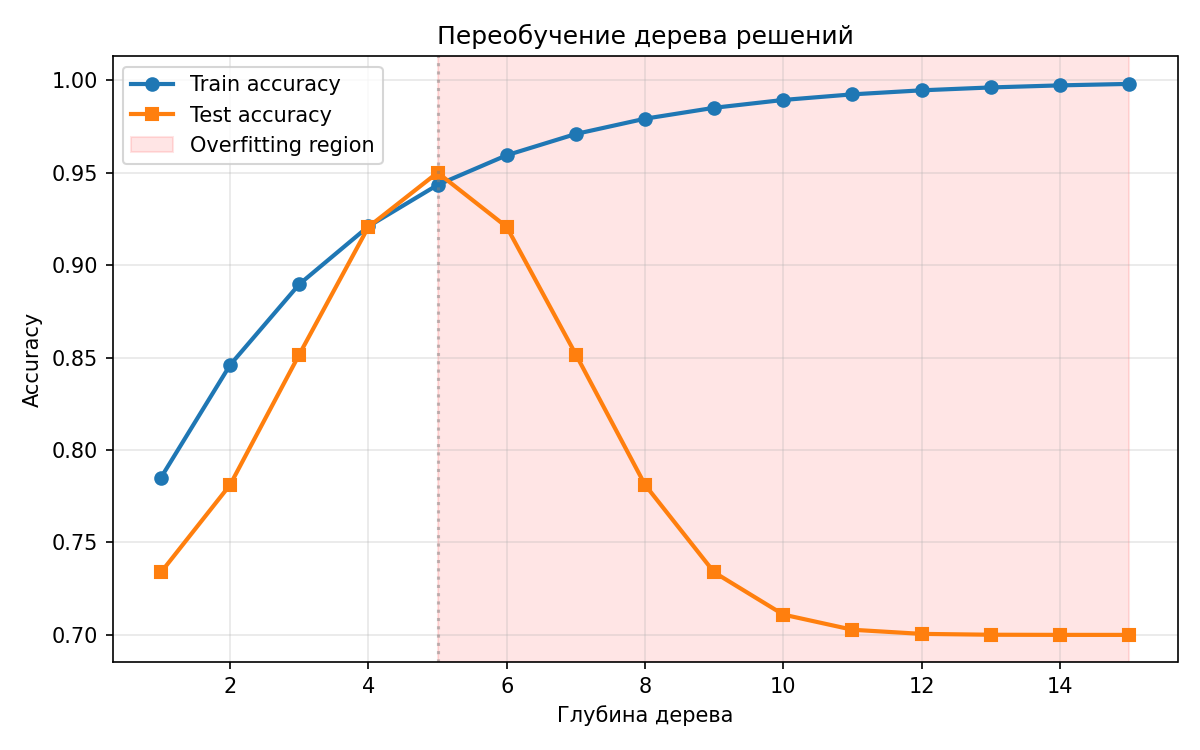 Переобучение дерева решений
Train accuracy
Test accuracy
Overfitting region
Accuracy
1.00
0.95
0.90
0.85
0.80
0.75
0.70
2 4 6 8 10 12 14
Глубина дерева